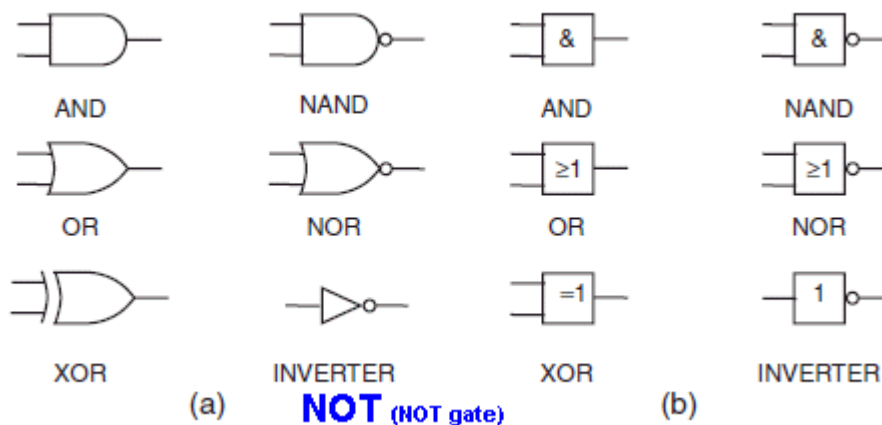 & &
AND NAND AND NAND
≥1 ≥1
OR NOR OR NOR
=1 1
XOR INVERTER XOR INVERTER
(a) NOT (NOT gate) (b)